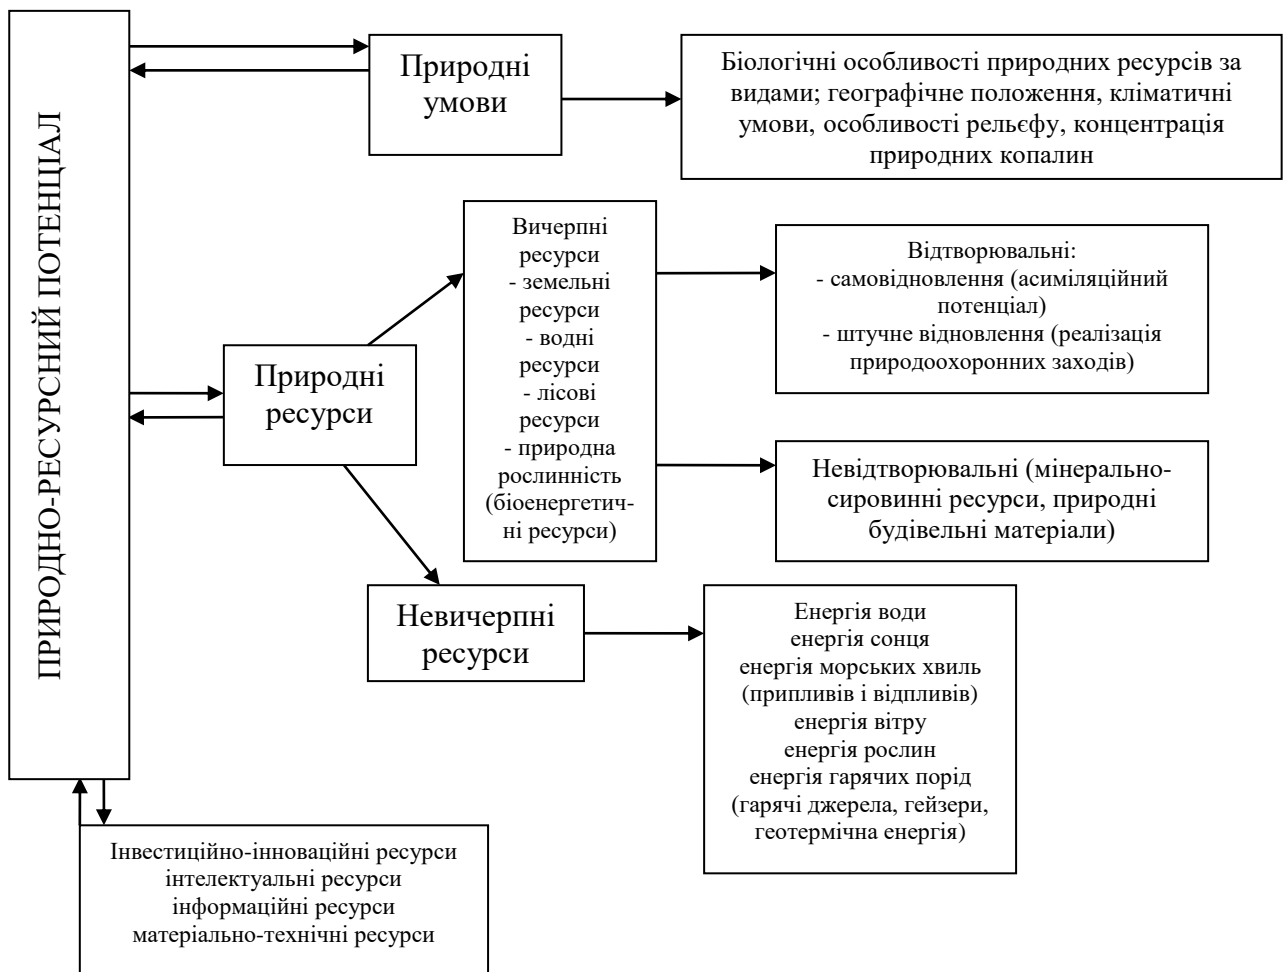 ПРИРОДНО-РЕСУРСНИЙ ПОТЕНЦІАЛ
Природні
умови
Біологічні особливості природних ресурсів за
видами; географічне положення, кліматичні
умови, особливості рельєфу, концентрація
природних копалин
Природні
ресурси
Вичерпні
ресурси
- земельні
ресурси
- водні
ресурси
- лісові
ресурси
- природна
рослинність
(біоенергетич-
ні ресурси)
Відтворювальні:
- самовідновлення (асиміляційний
потенціал)
- штучне відновлення (реалізація
природоохоронних заходів)
Невідтворювальні (мінерально-
сировинні ресурси, природні
будівельні матеріали)
Невичерпні
ресурси
Енергія води
енергія сонця
енергія морських хвиль
(припливів і відпливів)
енергія вітру
енергія рослин
енергія гарячих порід
(гарячі джерела, гейзери,
геотермічна енергія)
Інвестиційно-інноваційні ресурси
інтелектуальні ресурси
інформаційні ресурси
матеріально-технічні ресурси